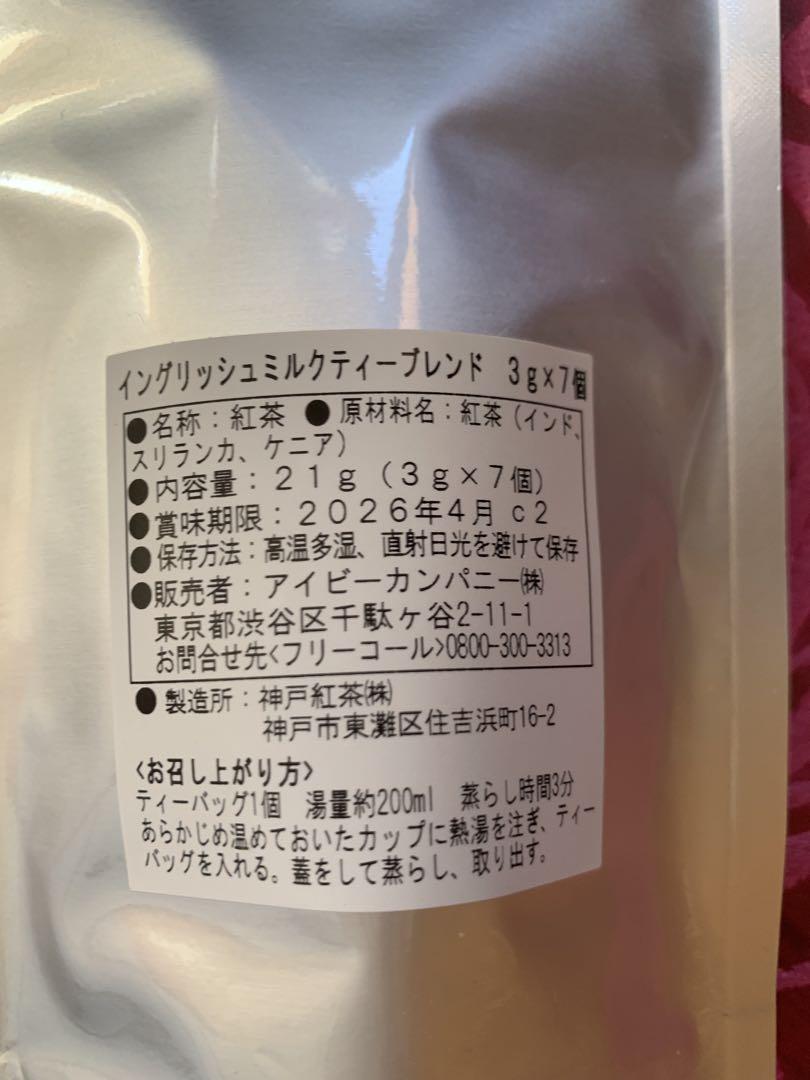 イングリッシュミルクティーブレンド 3g×7個
●名称：紅茶 ●原材料名：紅茶（インド、
スリランカ、ケニア）
●内容量：21g（3g×7個）
●賞味期限：2026年4月 c2
●保存方法：高温多湿、直射日光を避けて保存
●販売者：アイビーカンパニー㈱
東京都渋谷区千駄ヶ谷2-11-1
お問合せ先<フリーコール>0800-300-3313
●製造所：神戸紅茶㈱
神戸市東灘区住吉浜町16-2
<お召し上がり方>
ティーバッグ1個 湯量約200ml 蒸らし時間3分
あらかじめ温めておいたカップに熱湯を注ぎ、ティー
バッグを入れる。蓋をして蒸らし、取り出す。